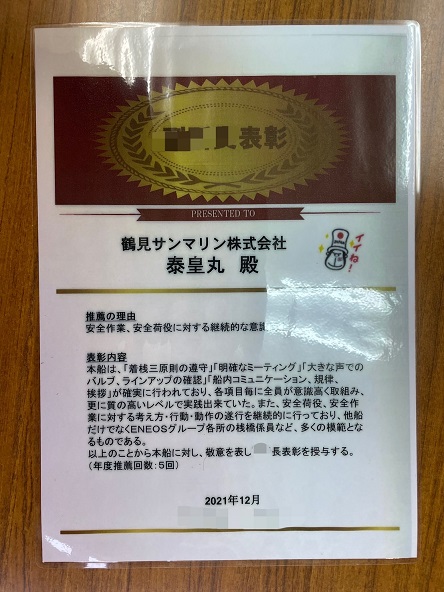 長表彰
PRESENTED TO
鶴見サンマリン株式会社
泰皇丸 殿
イイね!
推薦の理由
安全作業、安全荷役に対する継続的な意識
表彰内容
本船は、「着桟三原則の遵守」「明確なミーティング」「大きな声での
バルブ、ラインアップの確認」「船内コミュニケーション、規律、
挨拶」が確実に行われており、各項目毎に全員が意識高く取組み、
更に質の高いレベルで実践出来ていた。また、安全荷役、安全作
業に対する考え方・行動・動作の遂行を継続的に行っており、他船
だけでなくENEOSグループ各所の桟橋係員など、多くの模範とな
るものである。
以上のことから本船に対し、敬意を表し 長表彰を授与する。
(年度推薦回数:5回)
2021年12月